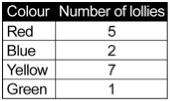 Colour Number of lollies
Red 5
Blue 2
Yellow 7
Green 1